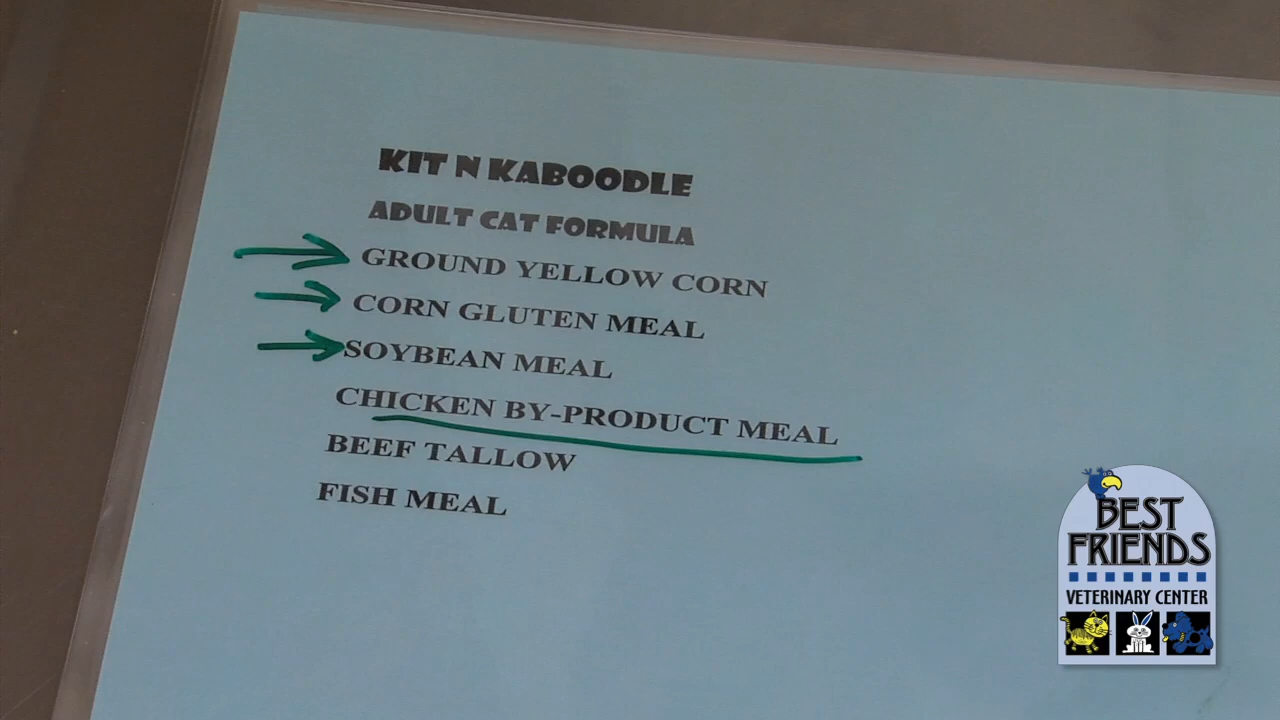 KIT N KABOODLE
ADULT CAT FORMULA
GROUND YELLOW CORN
CORN GLUTEN MEAL
SOYBEAN MEAL
CHICKEN BY-PRODUCT MEAL
BEEF TALLOW
FISH MEAL
BEST
FRIENDS
VETERINARY CENTER